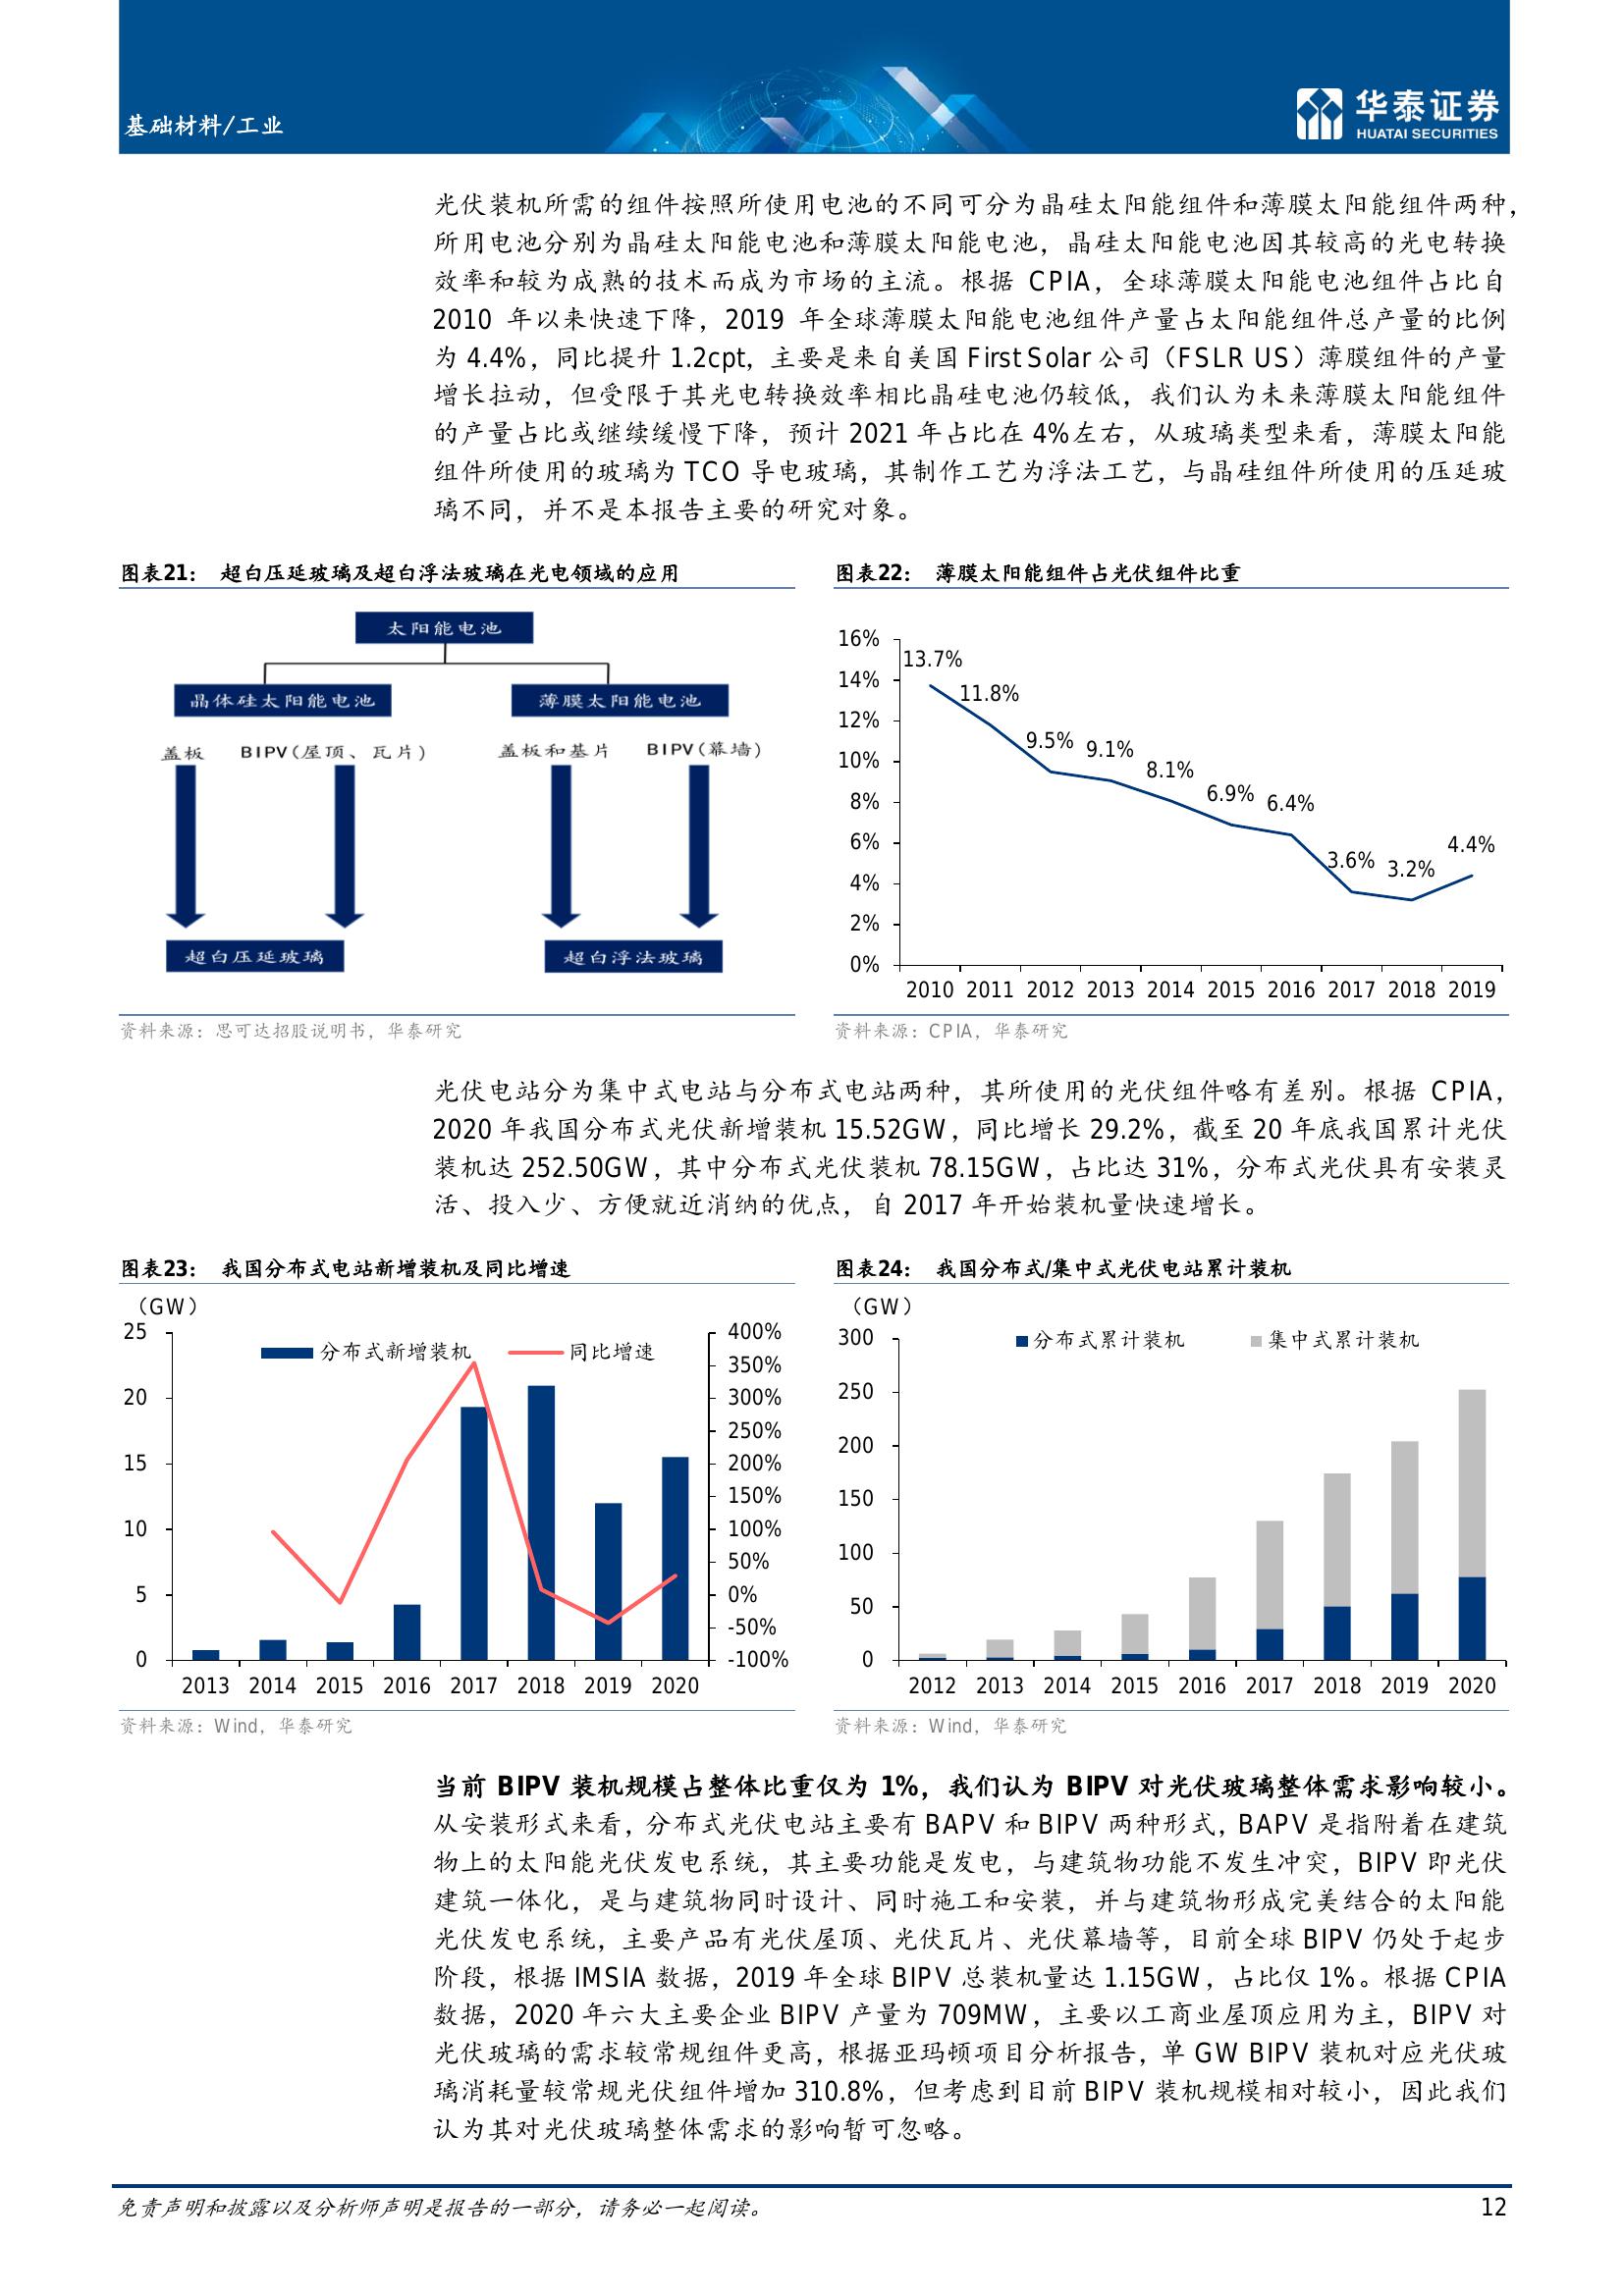 基础材料/工业
华泰证券
HUATAI SECURITIES
光伏装机所需的组件按照所使用电池的不同可分为晶硅太阳能组件和薄膜太阳能组件两种，
所用电池分别为晶硅太阳能电池和薄膜太阳能电池，晶硅太阳能电池因其较高的光电转换
效率和较为成熟的技术而成为市场的主流。根据 CPIA，全球薄膜太阳能电池组件占比自
2010 年以来快速下降，2019 年全球薄膜太阳能电池组件产量占太阳能组件总产量的比例
为 4.4%，同比提升 1.2cpt，主要是来自美国 First Solar 公司（FSLR US）薄膜组件的产量
增长拉动，但受限于其光电转换效率相比晶硅电池仍较低，我们认为未来薄膜太阳能组件
的产量占比或继续缓慢下降，预计 2021 年占比在 4%左右，从玻璃类型来看，薄膜太阳能
组件所使用的玻璃为 TCO 导电玻璃，其制作工艺为浮法工艺，与晶硅组件所使用的压延玻
璃不同，并不是本报告主要的研究对象。
图表21： 超白压延玻璃及超白浮法玻璃在光电领域的应用
太阳能电池
晶体硅太阳能电池 薄膜太阳能电池
盖板 BIPV(屋顶、瓦片) 盖板和基片 BIPV(幕墙)
超白压延玻璃 超白浮法玻璃
资料来源：思可达招股说明书，华泰研究
图表22： 薄膜太阳能组件占光伏组件比重
16%
14%
12%
10%
8%
6%
4%
2%
0%
13.7%
11.8%
9.5%
9.1%
8.1%
6.9%
6.4%
3.6%
3.2%
4.4%
2010 2011 2012 2013 2014 2015 2016 2017 2018 2019
资料来源：CPIA，华泰研究
光伏电站分为集中式电站与分布式电站两种，其所使用的光伏组件略有差别。根据 CPIA，
2020 年我国分布式光伏新增装机 15.52GW，同比增长 29.2%，截至 20 年底我国累计光伏
装机达 252.50GW，其中分布式光伏装机 78.15GW，占比达 31%，分布式光伏具有安装灵
活、投入少、方便就近消纳的优点，自 2017 年开始装机量快速增长。
图表23： 我国分布式电站新增装机及同比增速
（GW）
分布式新增装机 同比增速
25
20
15
10
5
0
400%
350%
300%
250%
200%
150%
100%
50%
0%
-50%
-100%
2013 2014 2015 2016 2017 2018 2019 2020
资料来源：Wind，华泰研究
图表24： 我国分布式/集中式光伏电站累计装机
（GW）
分布式累计装机 集中式累计装机
300
250
200
150
100
50
0
2012 2013 2014 2015 2016 2017 2018 2019 2020
资料来源：Wind，华泰研究
当前 BIPV 装机规模占整体比重仅为 1%，我们认为 BIPV 对光伏玻璃整体需求影响较小。
从安装形式来看，分布式光伏电站主要有 BAPV 和 BIPV 两种形式，BAPV 是指附着在建筑
物上的太阳能光伏发电系统，其主要功能是发电，与建筑物功能不发生冲突，BIPV 即光伏
建筑一体化，是与建筑物同时设计、同时施工和安装，并与建筑物形成完美结合的太阳能
光伏发电系统，主要产品有光伏屋顶、光伏瓦片、光伏幕墙等，目前全球 BIPV 仍处于起步
阶段，根据 IMSIA 数据，2019 年全球 BIPV 总装机量达 1.15GW，占比仅 1%。根据 CPIA
数据，2020 年六大主要企业 BIPV 产量为 709MW，主要以工商业屋顶应用为主，BIPV 对
光伏玻璃的需求较常规组件更高，根据亚玛顿项目分析报告，单 GW BIPV 装机对应光伏玻
璃消耗量较常规光伏组件增加 310.8%，但考虑到目前 BIPV 装机规模相对较小，因此我们
认为其对光伏玻璃整体需求的影响暂可忽略。
免责声明和披露以及分析师声明是报告的一部分，请务必一起阅读。
12